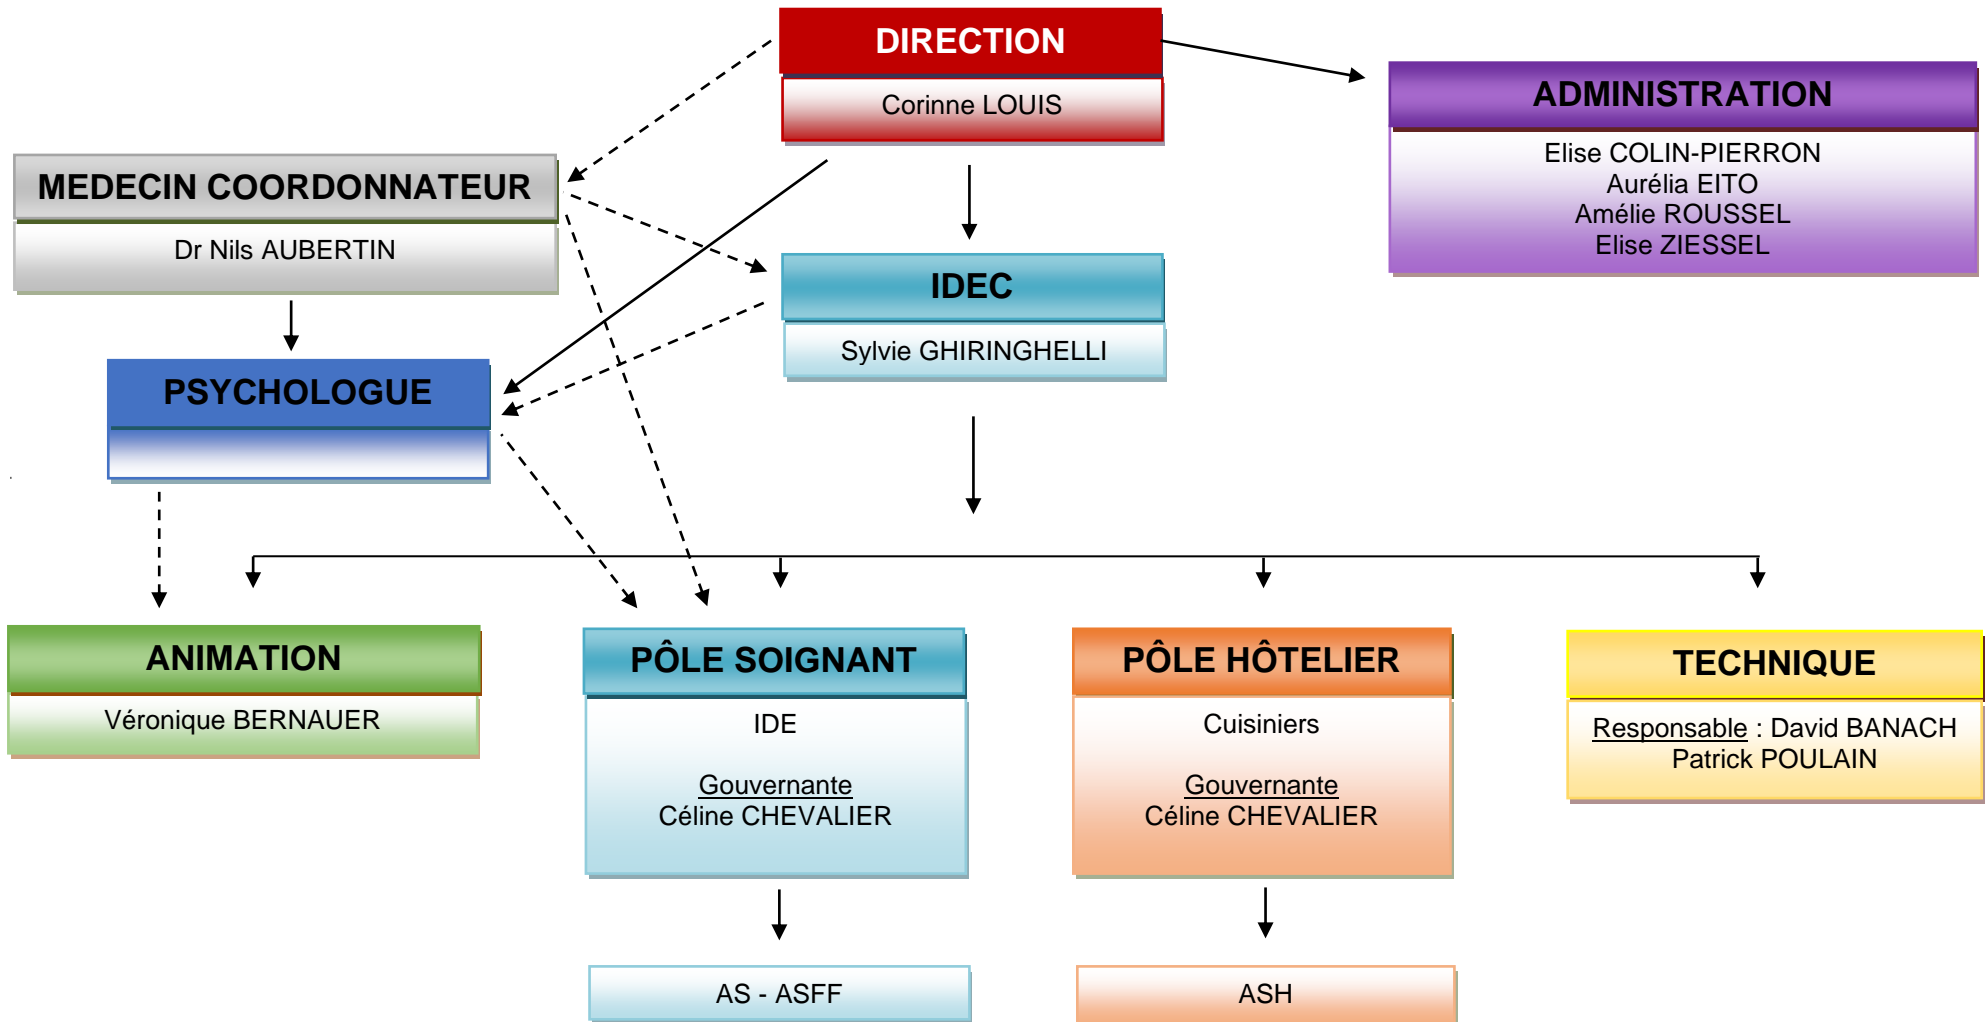 DIRECTION
Corinne LOUIS
ADMINISTRATION
Elise COLIN-PIERRON
Aurélia EITO
Amélie ROUSSEL
Elise ZIESSEL
MEDECIN COORDONNATEUR
Dr Nils AUBERTIN
IDEC
Sylvie GHIRINGHELLI
PSYCHOLOGUE
ANIMATION
Véronique BERNAUER
PÔLE SOIGNANT
IDE
Gouvernante
Céline CHEVALIER
AS - ASFF
PÔLE HÔTELIER
Cuisiniers
Gouvernante
Céline CHEVALIER
ASH
TECHNIQUE
Responsable : David BANACH
Patrick POULAIN